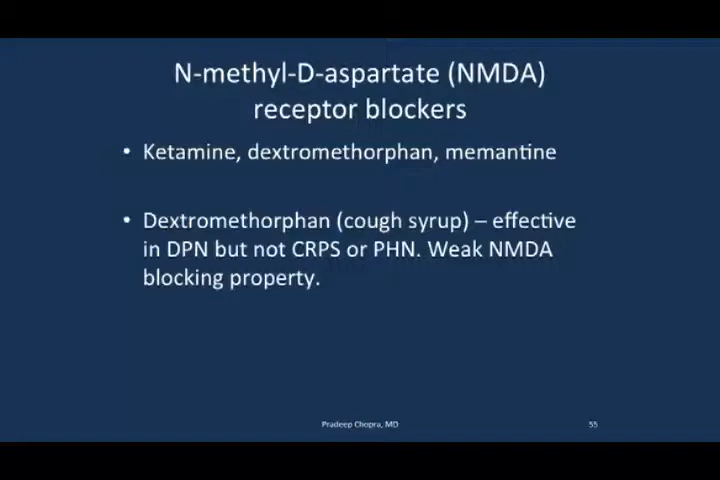 N-methyl-D-aspartate (NMDA)
receptor blockers
• Ketamine, dextromethorphan, memantine
• Dextromethorphan (cough syrup) – effective
in DPN but not CRPS or PHN. Weak NMDA
blocking property.
Pradeep Chopra, MD
55